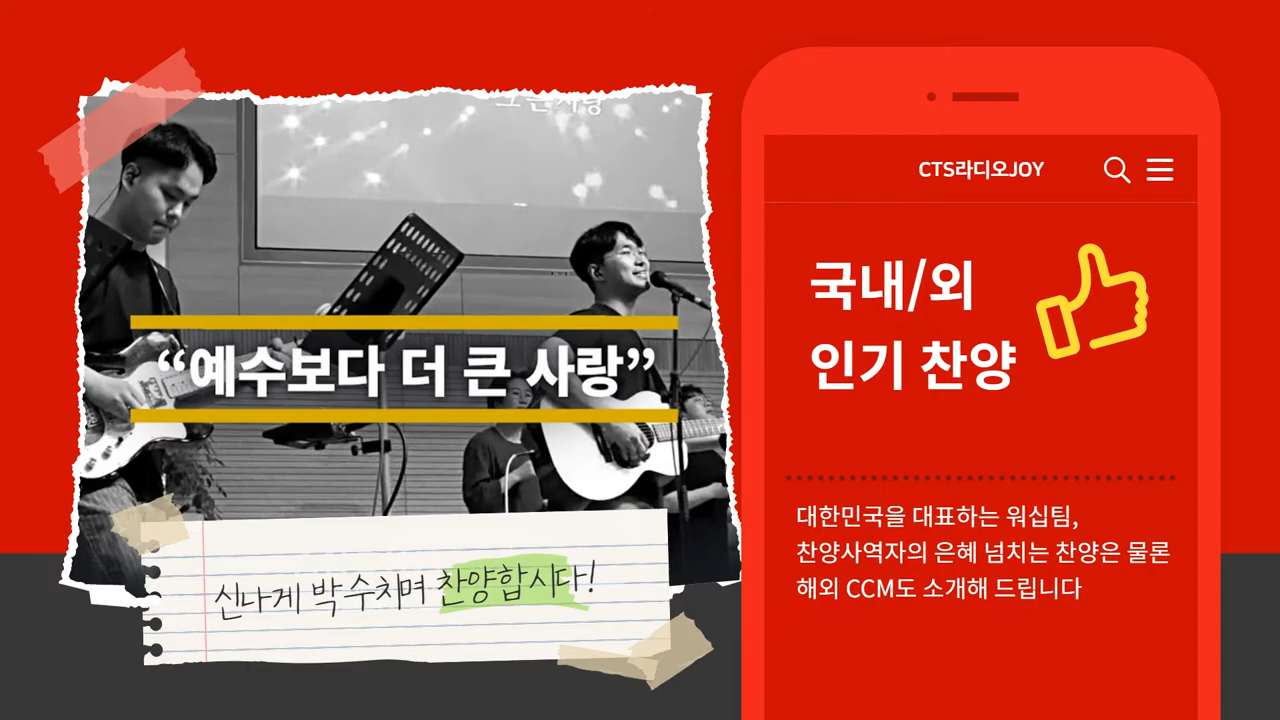 큰 사랑
“예수보다 더 큰 사랑”
신나게 박수치며 찬양합시다!
CTS라디오JOY
국내/외
인기 찬양
대한민국을 대표하는 워십팀,
찬양사역자의 은혜 넘치는 찬양은 물론
해외 CCM도 소개해 드립니다